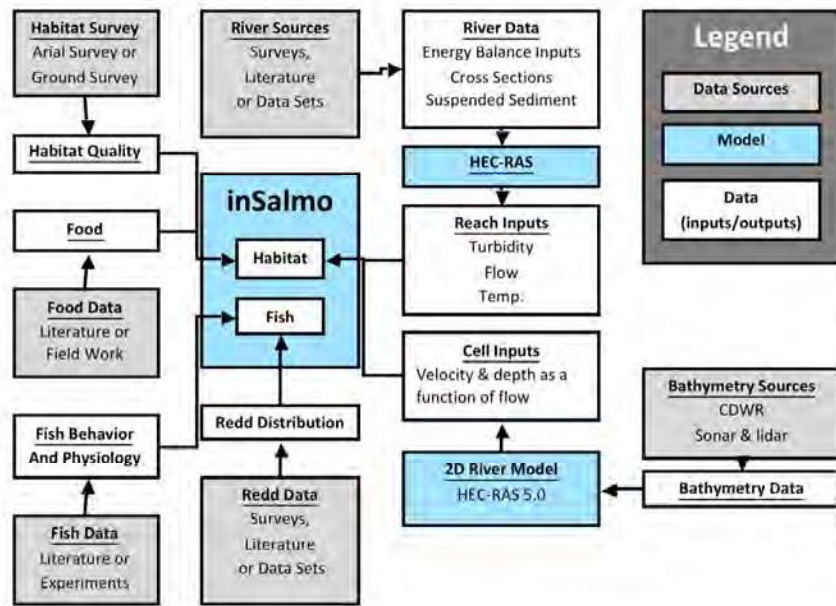 Habitat Survey
Arial Survey or
Ground Survey
Habitat Quality
Food
Food Data
Literature or
Field Work
Fish Behavior
And Physiology
Fish Data
Literature or
Experiments
River Sources
Surveys,
Literature
or Data Sets
inSalmo
Habitat
Fish
Redd Distribution
Redd Data
Surveys,
Literature
or Data Sets
River Data
Energy Balance Inputs
Cross Sections
Suspended Sediment
HEC-RAS
Reach Inputs
Turbidity
Flow
Temp.
Cell Inputs
Velocity & depth as a
function of flow
2D River Model
HEC-RAS 5.0
Legend
Data Sources
Model
Data
(inputs/outputs)
Bathymetry Sources
CDWR
Sonar & lidar
Bathymetry Data